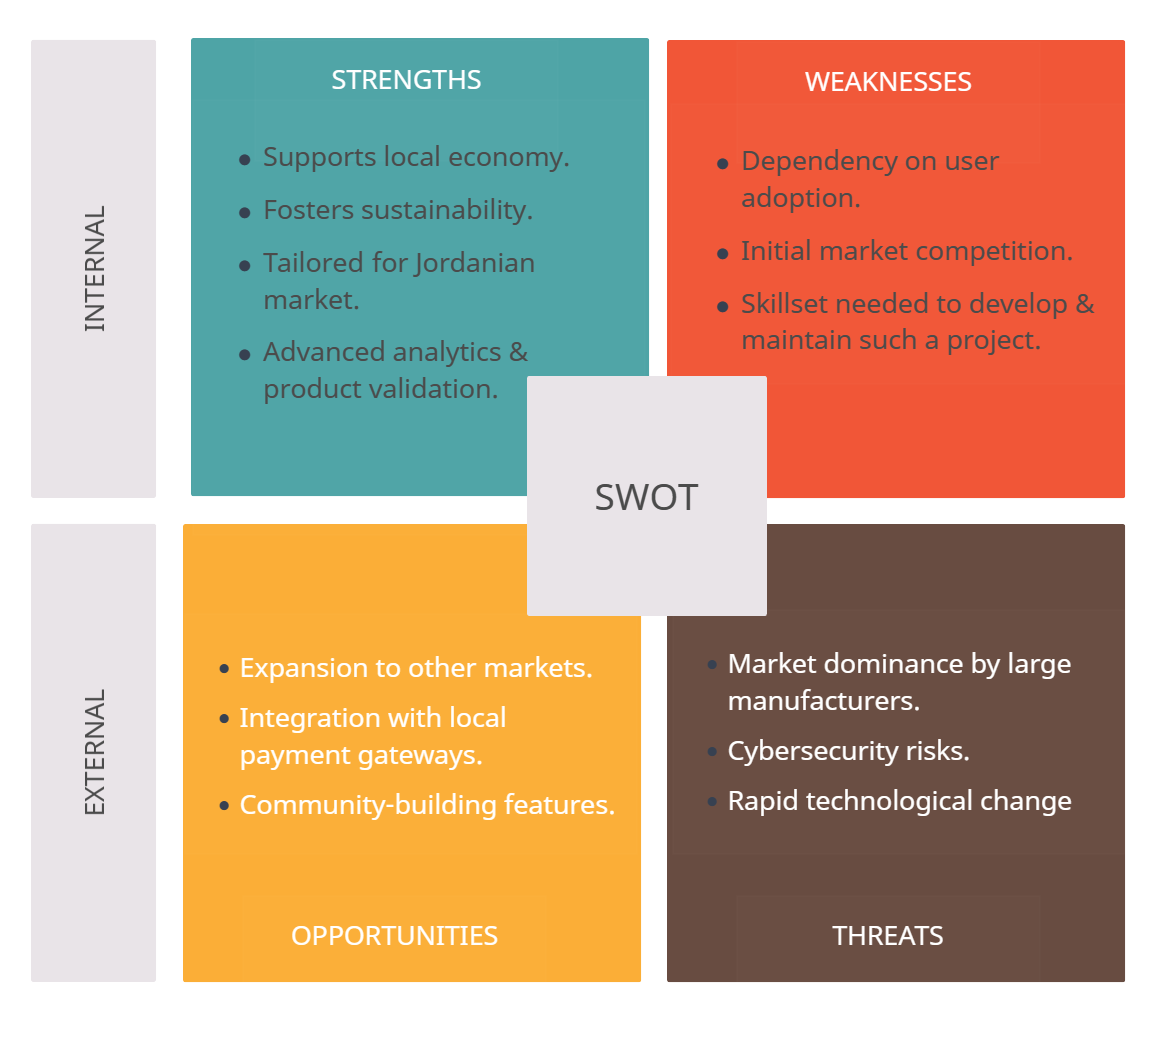 INTERNAL
STRENGTHS
• Supports local economy.
• Fosters sustainability.
• Tailored for Jordanian
market.
• Advanced analytics &
product validation.
WEAKNESSES
• Dependency on user
adoption.
• Initial market competition.
• Skillset needed to develop &
maintain such a project.
SWOT
EXTERNAL
• Expansion to other markets.
• Integration with local
payment gateways.
• Community-building features.
OPPORTUNITIES
• Market dominance by large
manufacturers.
• Cybersecurity risks.
• Rapid technological change
THREATS